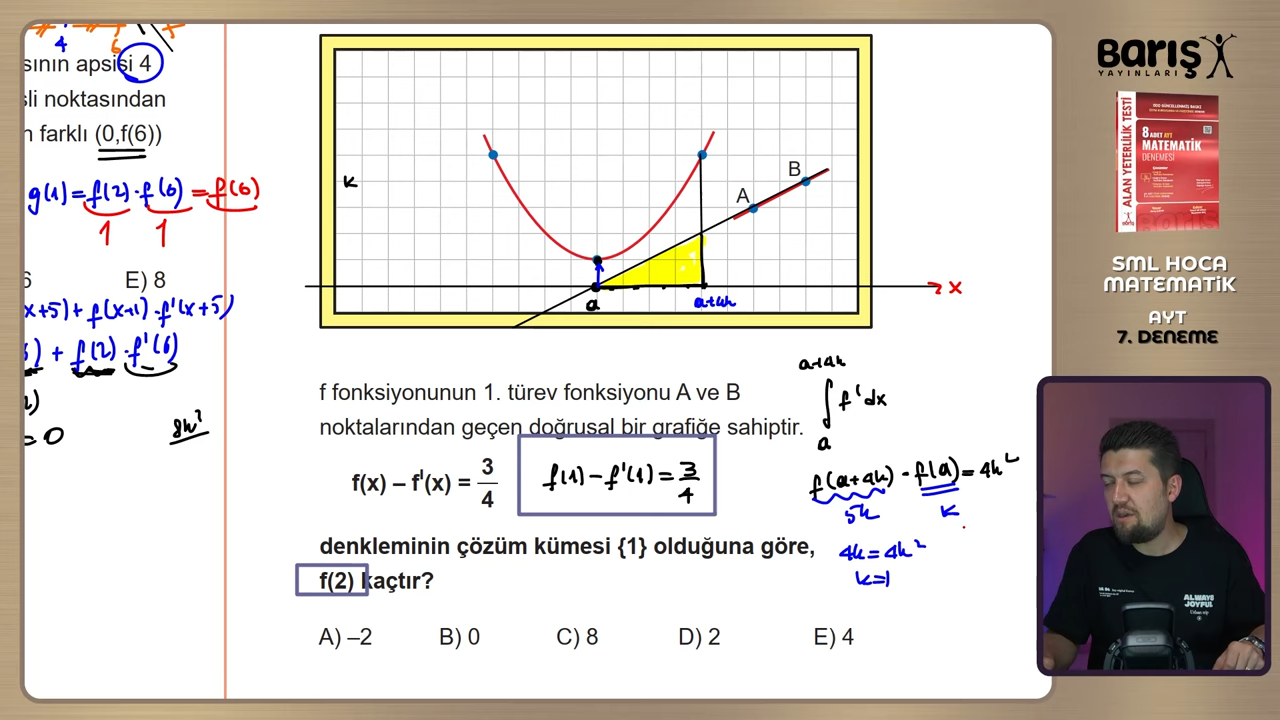 4
6
sının apsisi 4
li noktasından
n farklı (0,f(6))
g(1)=f(2)·f(6)=f(6)
1 1
E) 8
x+5)+f(x+1)·f'(x+5)
+ f(2)·f'(6)
= 0
8k²
K
A
B
a
a+4k
x
f fonksiyonunun 1. türev fonksiyonu A ve B
noktalarından geçen doğrusal bir grafiğe sahiptir.
f(x) – f'(x) = 3/4
f(1)–f'(1)=3/4
denkleminin çözüm kümesi {1} olduğuna göre,
f(2) kaçtır?
A) –2 B) 0 C) 8 D) 2 E) 4
a+4k
∫ f'dx
a
f(a+4k) - f(a)=4k²
5k k
4k=4k²
k=1
BARIŞ
YAYINLARI
ALAN YETERLİLİK TESTİ
8 ADET AYT
MATEMATİK
DENEMESİ
SML HOCA
MATEMATİK
AYT
7. DENEME
ALWAYS
JOYFUL